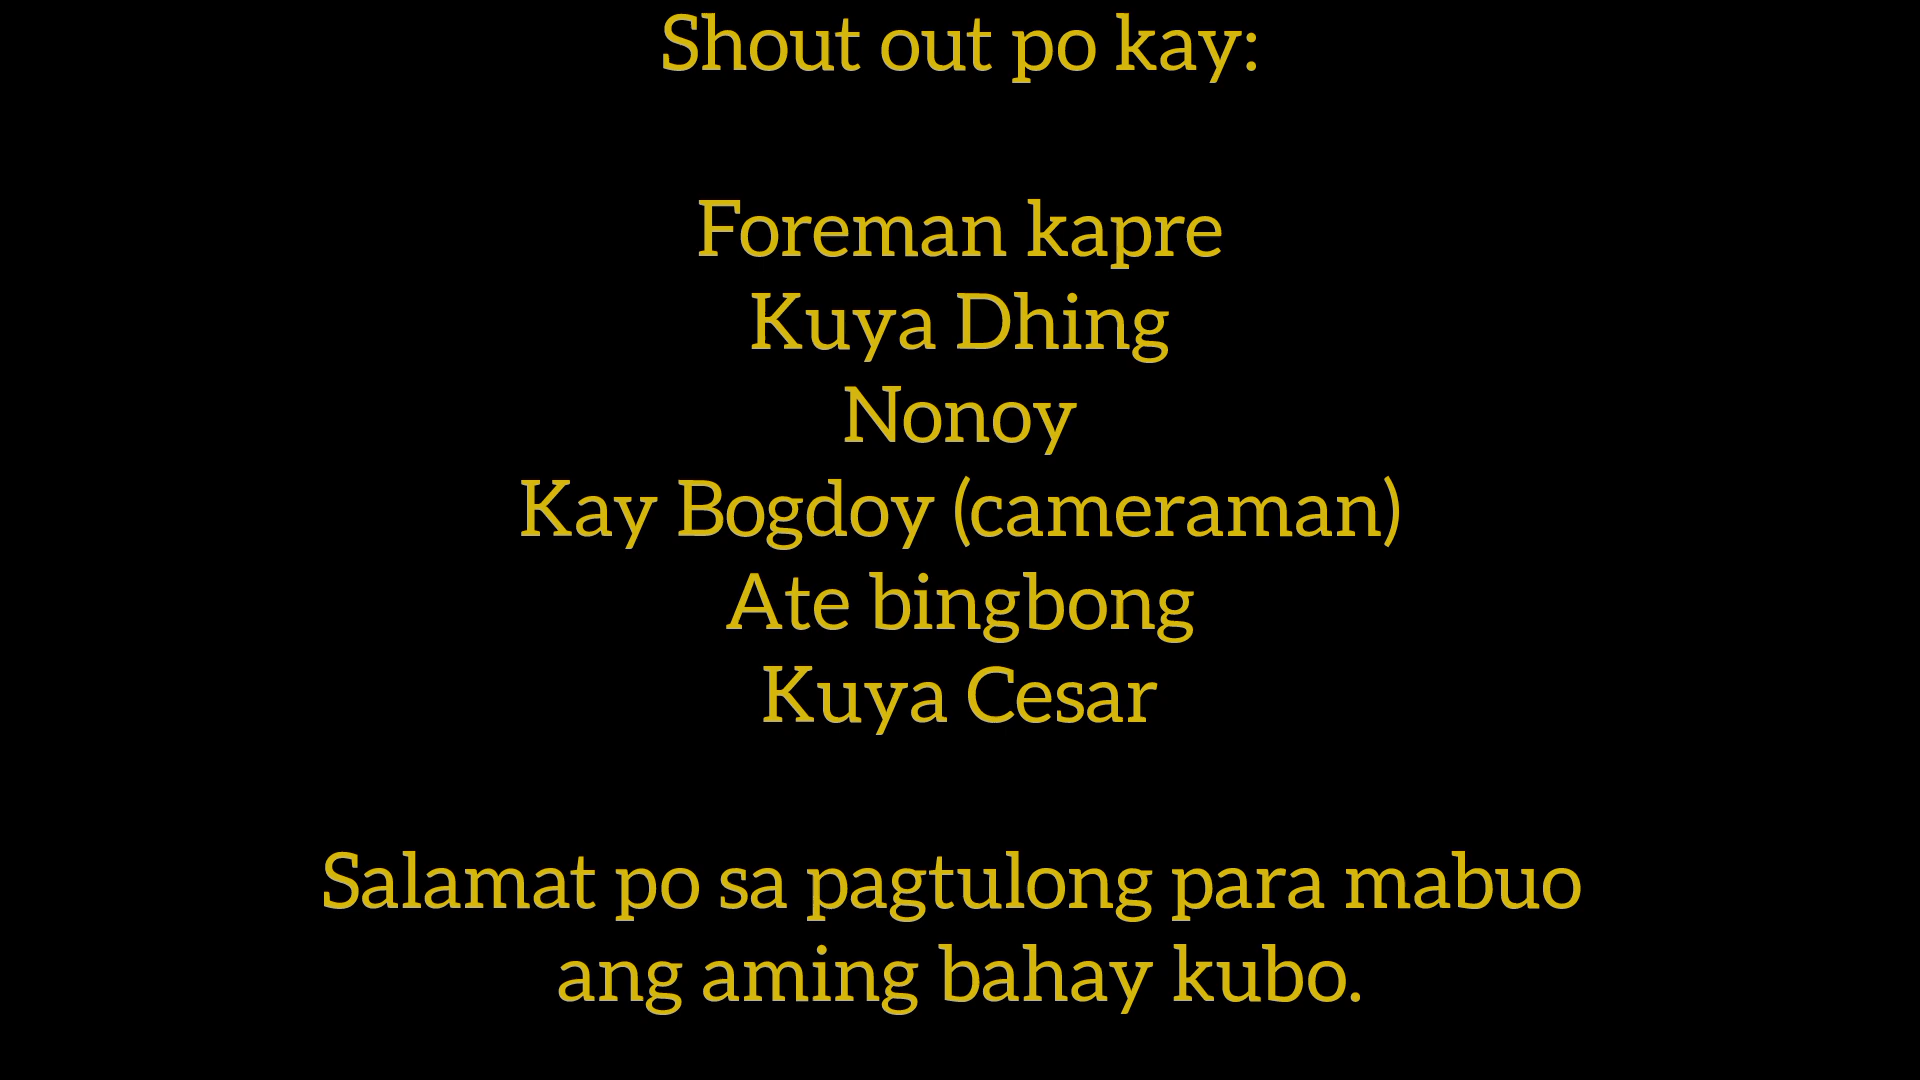 Shout out po kay:
Foreman kapre
Kuya Dhing
Nonoy
Kay Bogdoy (cameraman)
Ate bingbong
Kuya Cesar
Salamat po sa pagtulong para mabuo
ang aming bahay kubo.